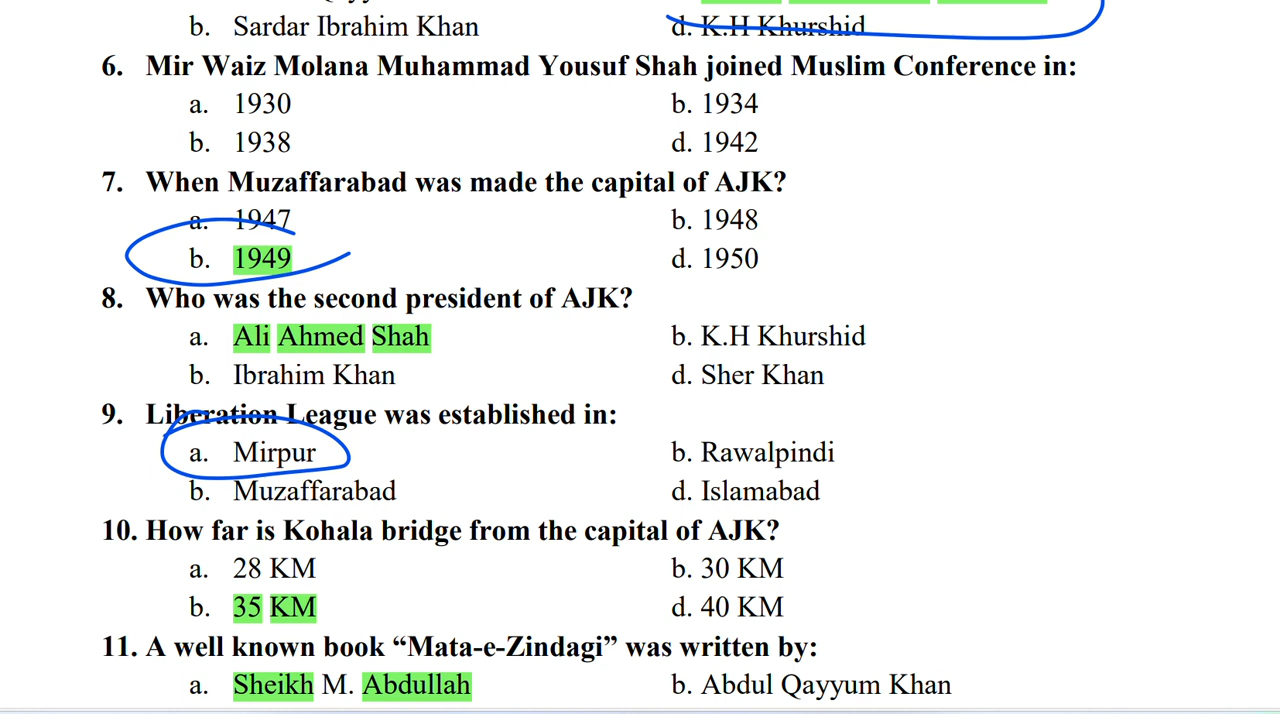 b. Sardar Ibrahim Khan d. K.H Khurshid
6. Mir Waiz Molana Muhammad Yousuf Shah joined Muslim Conference in:
a. 1930 b. 1934
b. 1938 d. 1942
7. When Muzaffarabad was made the capital of AJK?
a. 1947 b. 1948
b. 1949 d. 1950
8. Who was the second president of AJK?
a. Ali Ahmed Shah b. K.H Khurshid
b. Ibrahim Khan d. Sher Khan
9. Liberation League was established in:
a. Mirpur b. Rawalpindi
b. Muzaffarabad d. Islamabad
10. How far is Kohala bridge from the capital of AJK?
a. 28 KM b. 30 KM
b. 35 KM d. 40 KM
11. A well known book “Mata-e-Zindagi” was written by:
a. Sheikh M. Abdullah b. Abdul Qayyum Khan